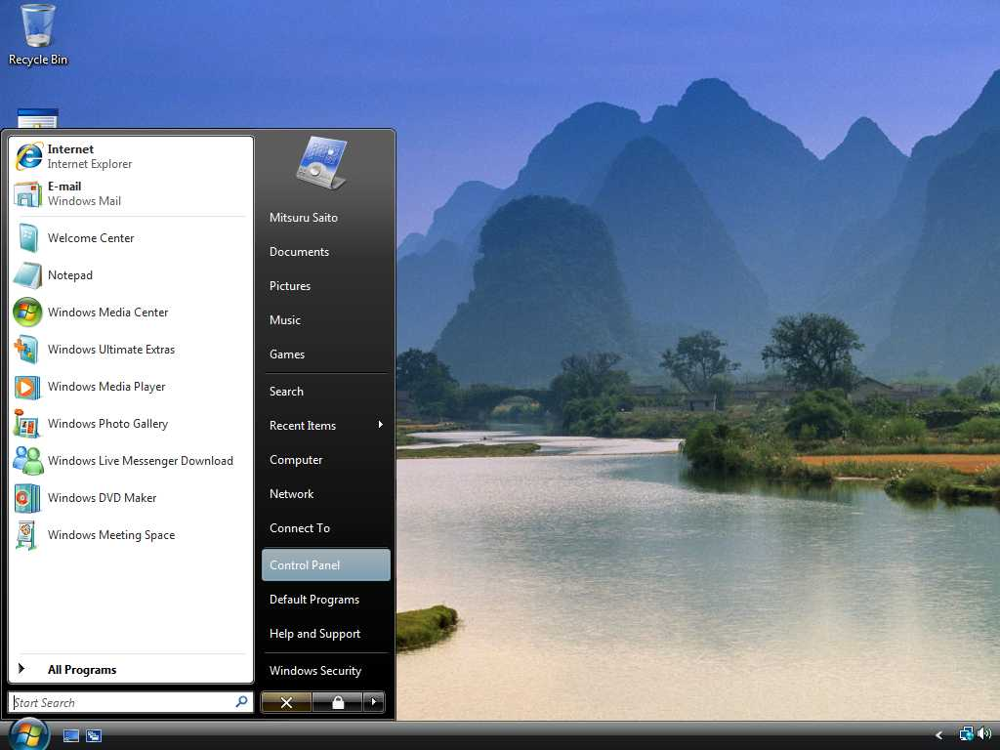 Recycle Bin
Internet
Internet Explorer
E-mail
Windows Mail
Welcome Center
Notepad
Windows Media Center
Windows Ultimate Extras
Windows Media Player
Windows Photo Gallery
Windows Live Messenger Download
Windows DVD Maker
Windows Meeting Space
All Programs
Start Search
Mitsuru Saito
Documents
Pictures
Music
Games
Search
Recent Items
Computer
Network
Connect To
Control Panel
Default Programs
Help and Support
Windows Security